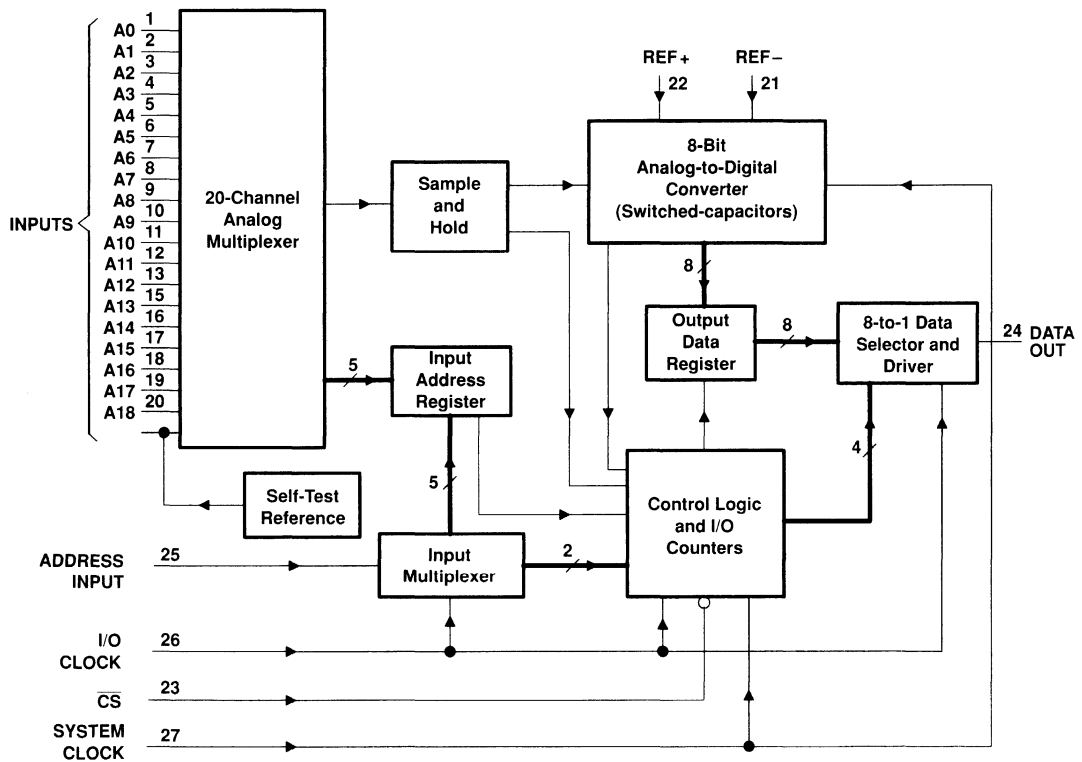 INPUTS
A0 1
A1 2
A2 3
A3 4
A4 5
A5 6
A6 7
A7 8
A8 9
A9 10
A10 11
A11 12
A12 13
A13 15
A14 16
A15 17
A16 18
A17 19
A18 20
20-Channel
Analog
Multiplexer
Sample
and
Hold
REF+
22
REF−
21
8-Bit
Analog-to-Digital
Converter
(Switched-capacitors)
8
Output
Data
Register
8
8-to-1 Data
Selector and
Driver
24 DATA
OUT
5
Input
Address
Register
5
4
Self-Test
Reference
Control Logic
and I/O
Counters
ADDRESS
INPUT
25
Input
Multiplexer
2
I/O
CLOCK
26
C̅S̅
23
SYSTEM
CLOCK
27